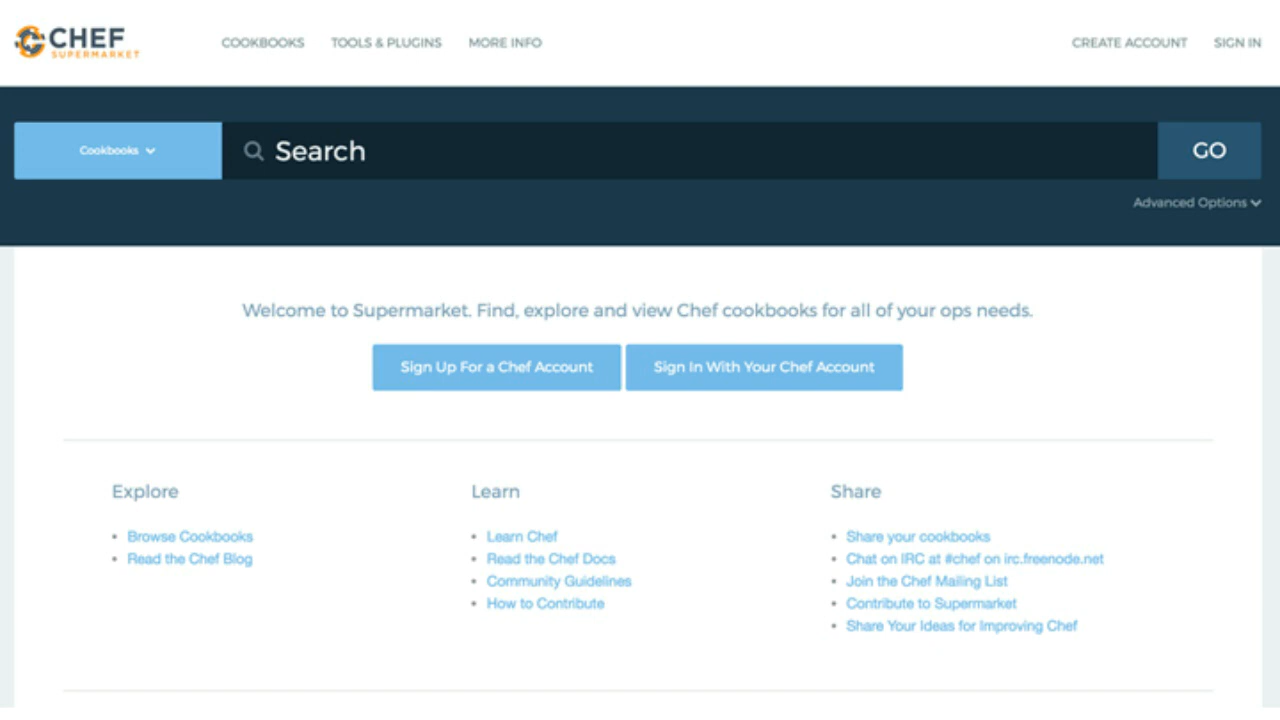 CHEF
SUPERMARKET
COOKBOOKS TOOLS & PLUGINS MORE INFO CREATE ACCOUNT SIGN IN
Cookbooks Search GO
Advanced Options
Welcome to Supermarket. Find, explore and view Chef cookbooks for all of your ops needs.
Sign Up For a Chef Account Sign In With Your Chef Account
Explore
Browse Cookbooks
Read the Chef Blog
Learn
Learn Chef
Read the Chef Docs
Community Guidelines
How to Contribute
Share
Share your cookbooks
Chat on IRC at #chef on irc.freenode.net
Join the Chef Mailing List
Contribute to Supermarket
Share Your Ideas for Improving Chef